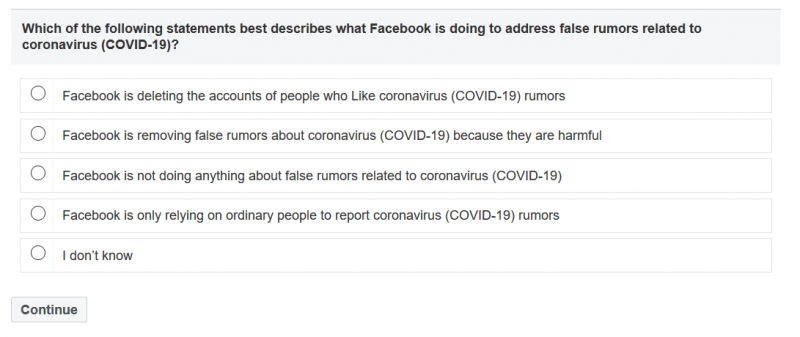 Which of the following statements best describes what Facebook is doing to address false rumors related to
coronavirus (COVID-19)?
Facebook is deleting the accounts of people who Like coronavirus (COVID-19) rumors
Facebook is removing false rumors about coronavirus (COVID-19) because they are harmful
Facebook is not doing anything about false rumors related to coronavirus (COVID-19)
Facebook is only relying on ordinary people to report coronavirus (COVID-19) rumors
I don't know
Continue